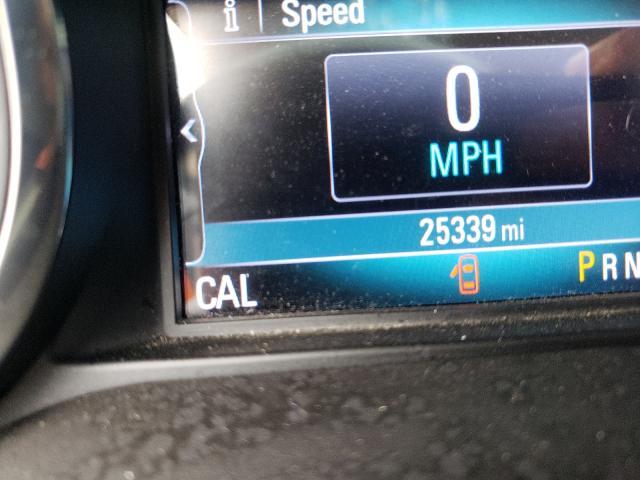 i Speed
0
MPH
25339 mi
CAL
P R N